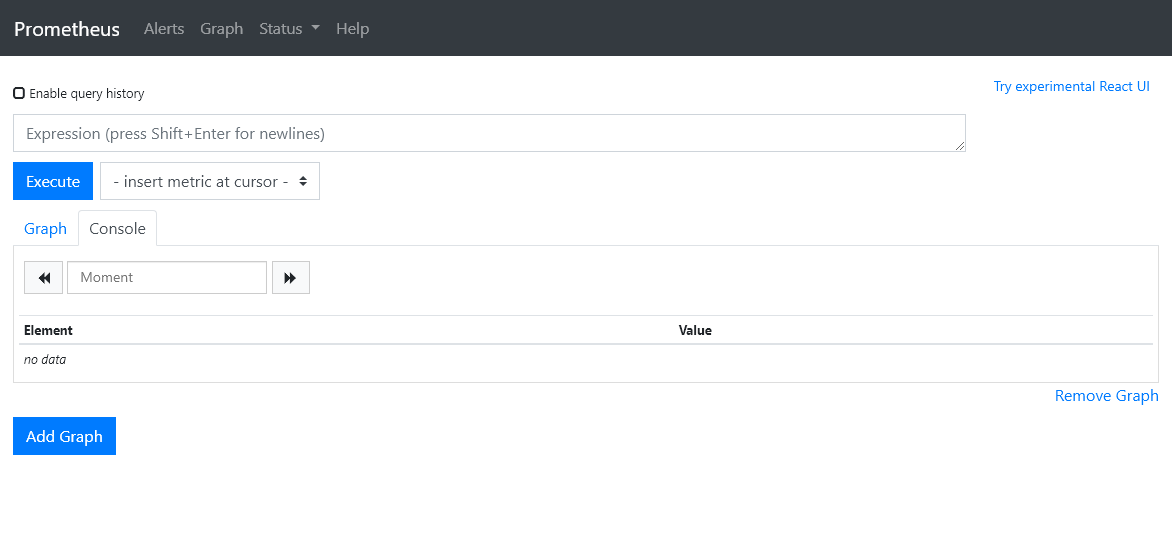 Prometheus Alerts Graph Status Help
Try experimental React UI
Enable query history
Expression (press Shift+Enter for newlines)
Execute - insert metric at cursor -
Graph Console
Moment
Element Value
no data
Remove Graph
Add Graph